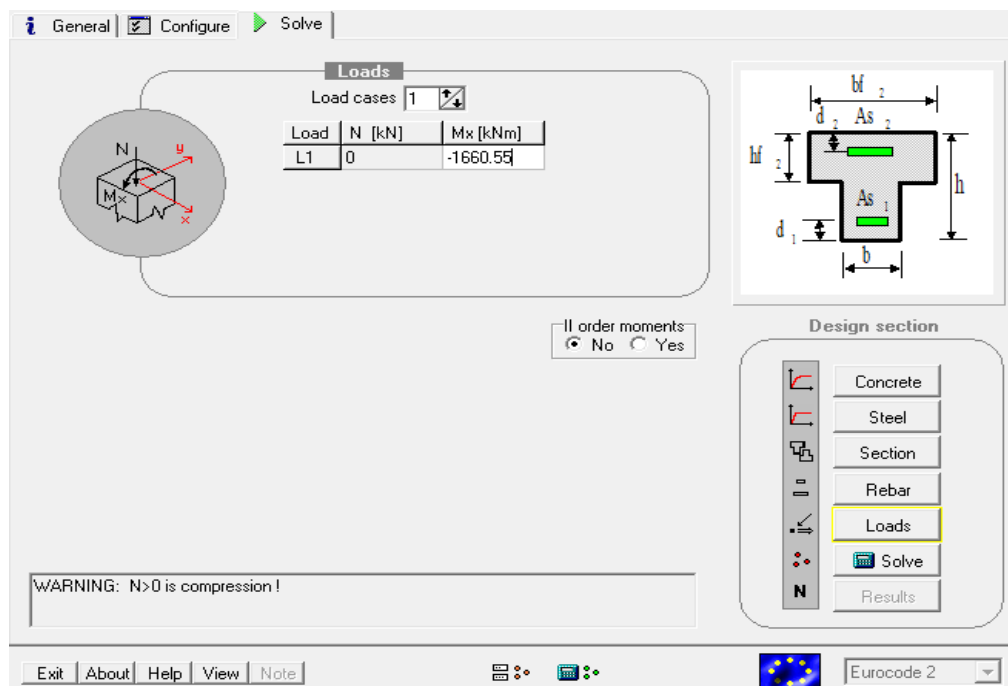 General Configure Solve
Loads
Load cases 1
Load N [kN] Mx [kNm]
L1 0 -1660.55
N y
Mx
x
bf 2
d 2 As 2
hf 2
h
As 1
d 1
b
II order moments
No Yes
Design section
Concrete
Steel
Section
Rebar
Loads
Solve
N Results
WARNING: N>0 is compression !
Exit About Help View Note Eurocode 2